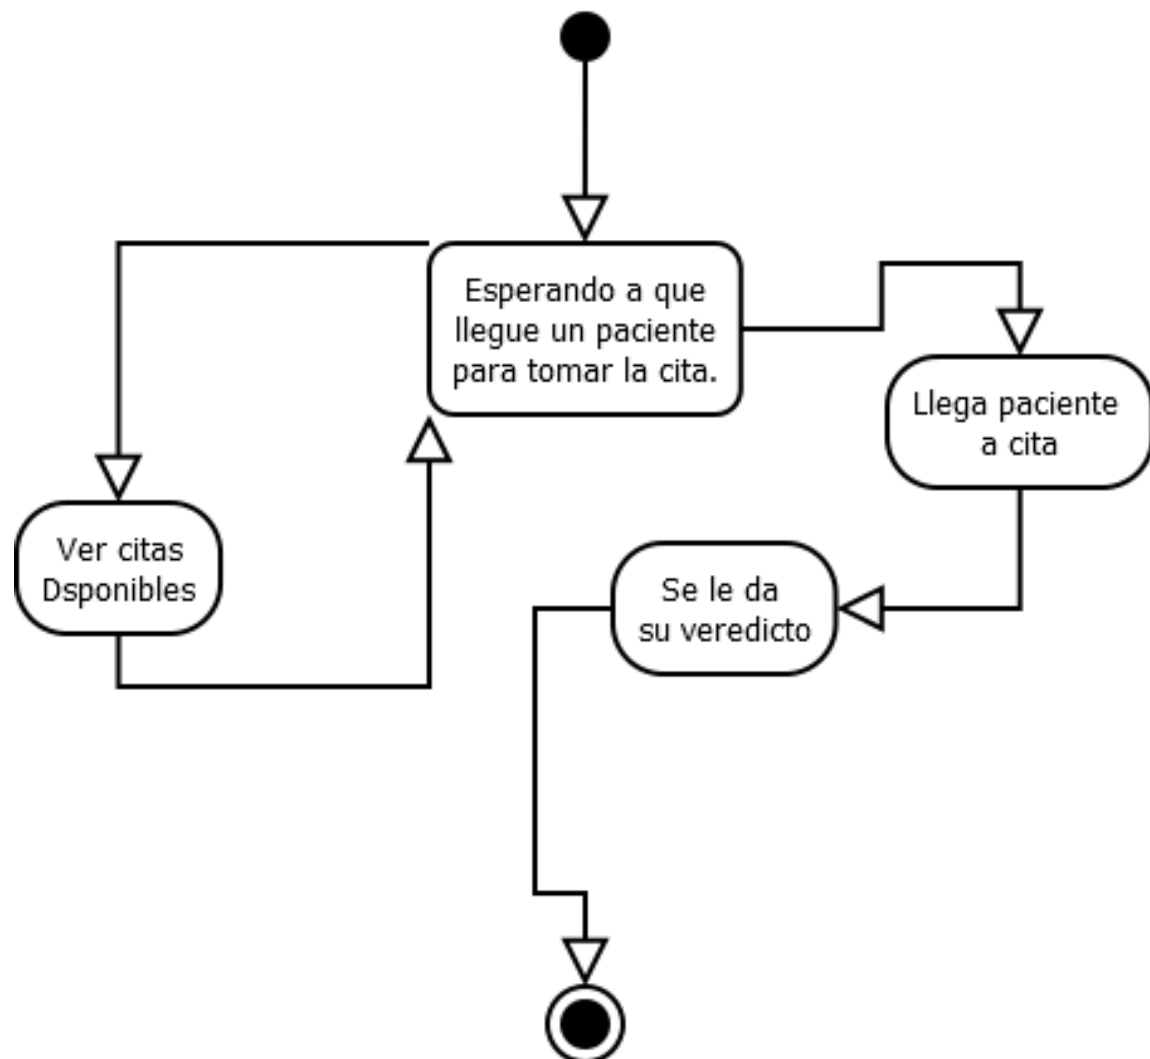 Esperando a que
llegue un paciente
para tomar la cita.
Llega paciente
a cita
Ver citas
Dsponibles
Se le da
su veredicto